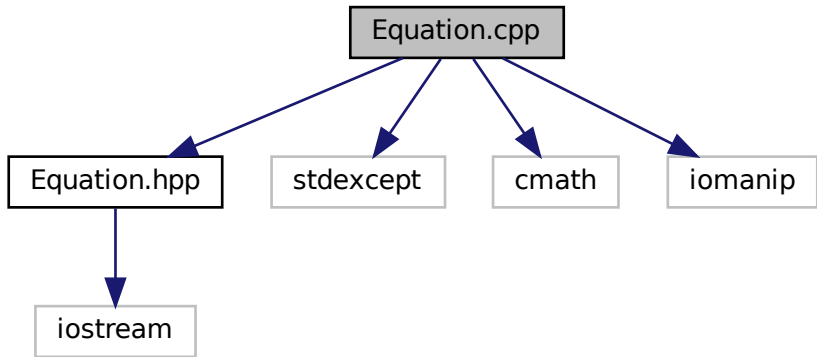 Equation.cpp
Equation.hpp
stdexcept
cmath
iomanip
iostream